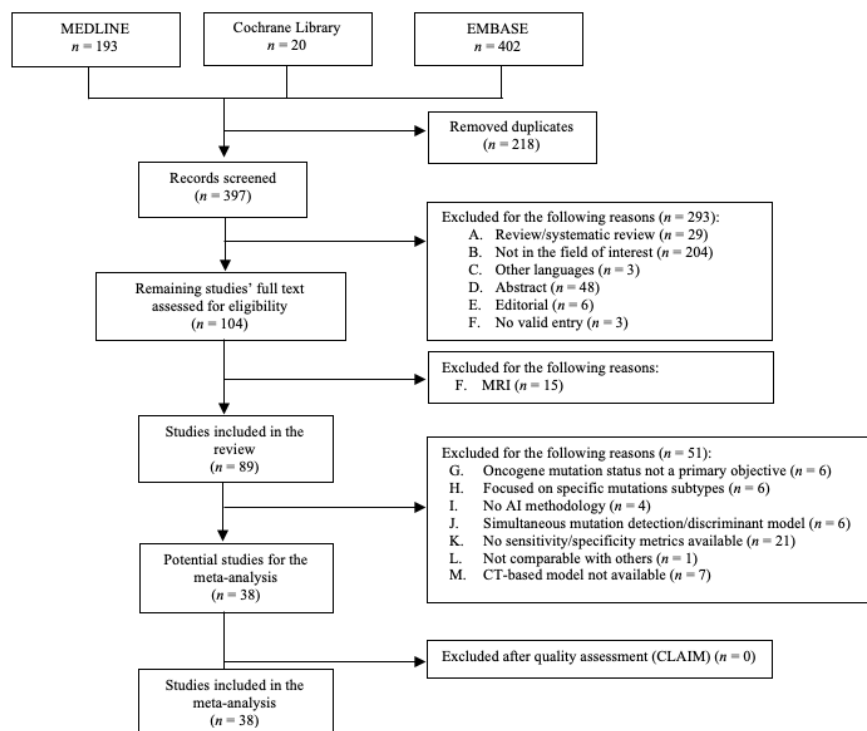 MEDLINE
n = 193
Cochrane Library
n = 20
EMBASE
n = 402
Removed duplicates
(n = 218)
Records screened
(n = 397)
Excluded for the following reasons (n = 293):
A. Review/systematic review (n = 29)
B. Not in the field of interest (n = 204)
C. Other languages (n = 3)
D. Abstract (n = 48)
E. Editorial (n = 6)
F. No valid entry (n = 3)
Remaining studies' full text
assessed for eligibility
(n = 104)
Excluded for the following reasons:
F. MRI (n = 15)
Studies included in the
review
(n = 89)
Excluded for the following reasons (n = 51):
G. Oncogene mutation status not a primary objective (n = 6)
H. Focused on specific mutations subtypes (n = 6)
I. No AI methodology (n = 4)
J. Simultaneous mutation detection/discriminant model (n = 6)
K. No sensitivity/specificity metrics available (n = 21)
L. Not comparable with others (n = 1)
M. CT-based model not available (n = 7)
Potential studies for the
meta-analysis
(n = 38)
Excluded after quality assessment (CLAIM) (n = 0)
Studies included in the
meta-analysis
(n = 38)